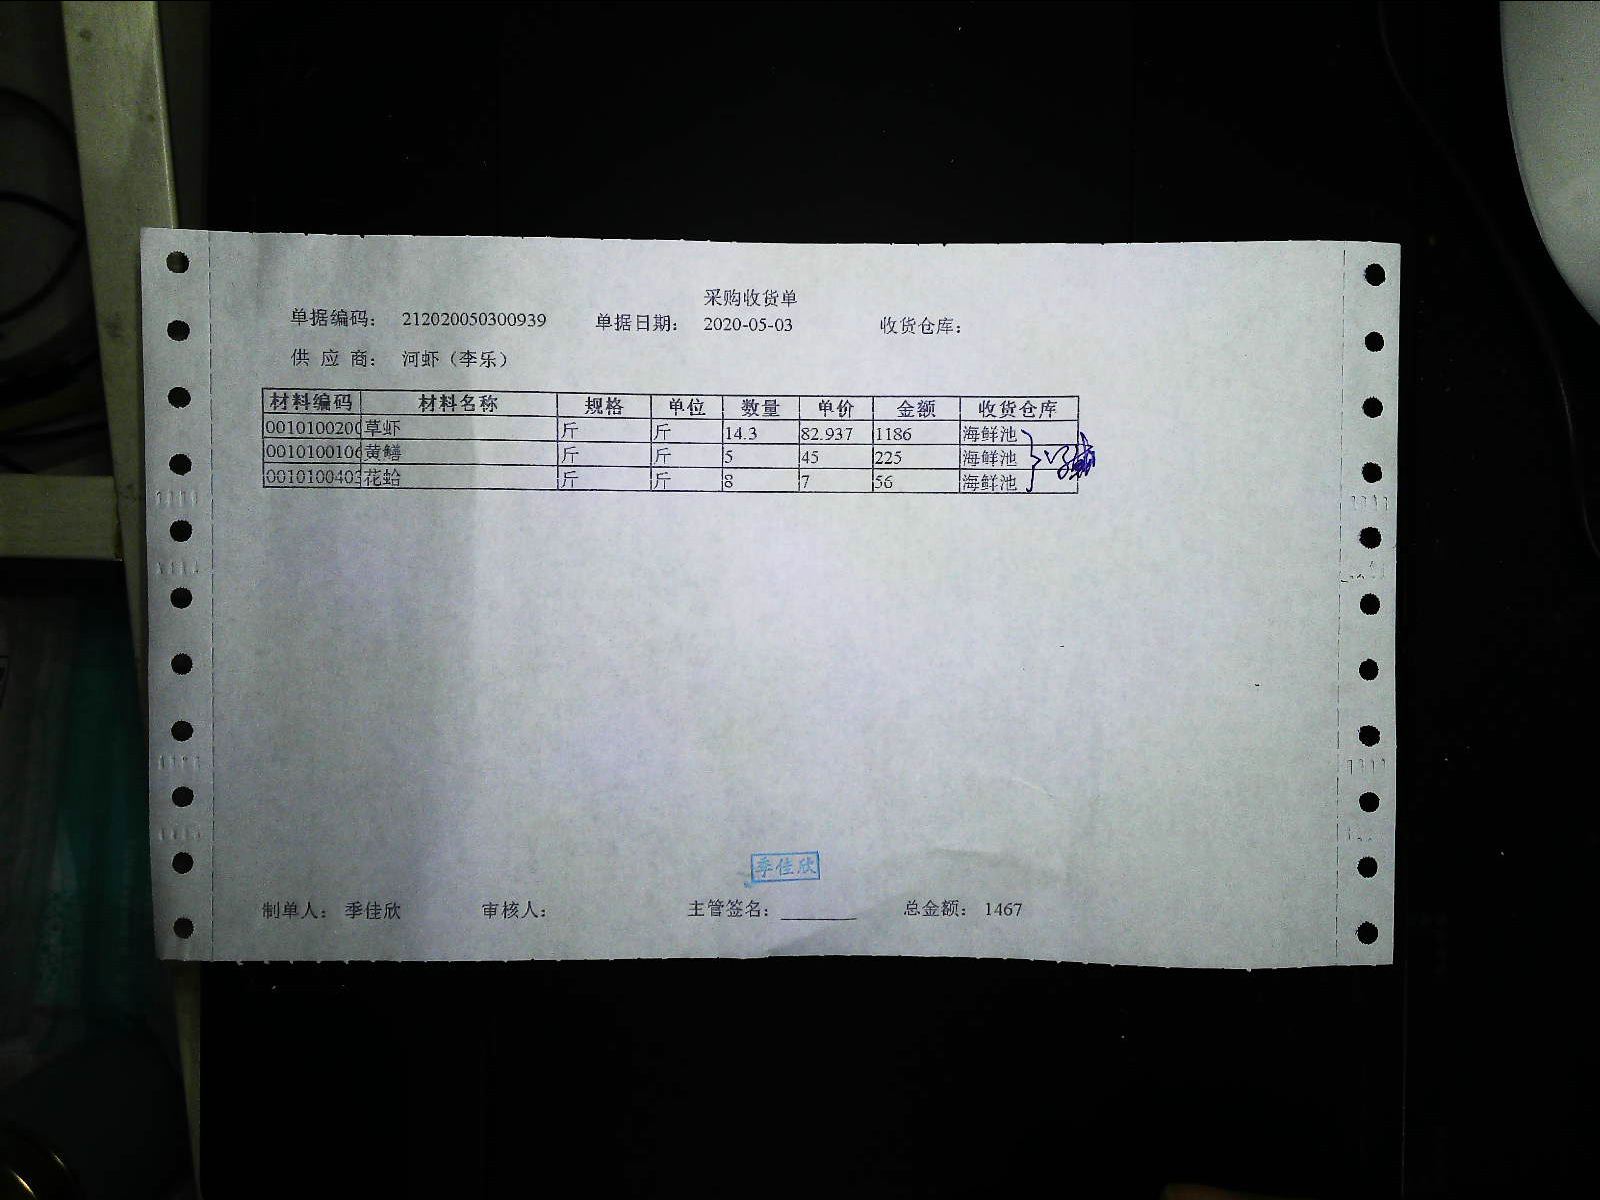 采购收货单
单据编码： 212020050300939 单据日期： 2020-05-03 收货仓库：
供 应 商： 河虾（李乐）
材料编码 材料名称 规格 单位 数量 单价 金额 收货仓库
001010020 草虾 斤 斤 14.3 82.937 1186 海鲜池
001010010 黄鳝 斤 斤 5 45 225 海鲜池
001010040 花蛤 斤 斤 8 7 56 海鲜池
季佳欣
制单人： 季佳欣 审核人： 主管签名： 总金额： 1467